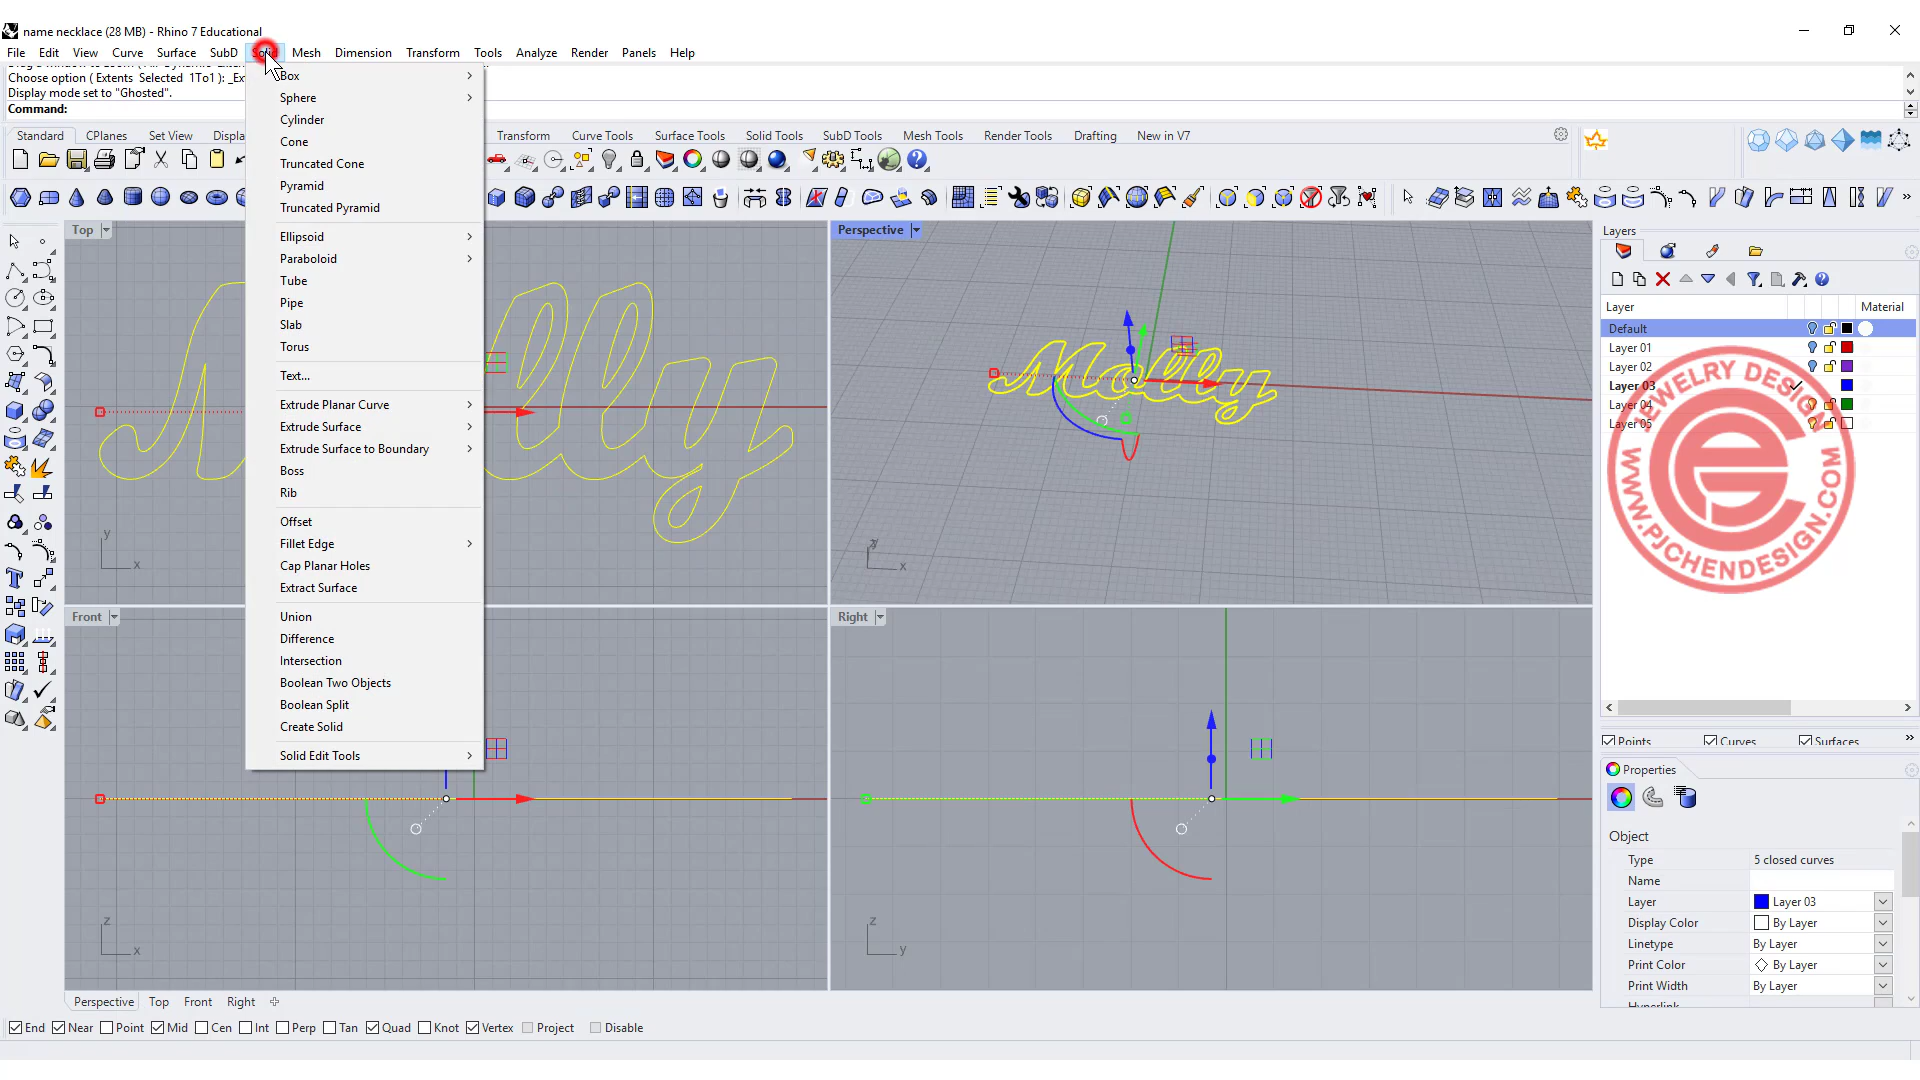 name necklace (28 MB) - Rhino 7 Educational
File Edit View Curve Surface SubD Solid Mesh Dimension Transform Tools Analyze Render Panels Help
Choose option ( Extents Selected 1To1 ): _Ex
Display mode set to "Ghosted".
Command:
Standard CPlanes Set View Displa Transform Curve Tools Surface Tools Solid Tools SubD Tools Mesh Tools Render Tools Drafting New in V7
Box
Sphere
Cylinder
Cone
Truncated Cone
Pyramid
Truncated Pyramid
Ellipsoid
Paraboloid
Tube
Pipe
Slab
Torus
Text...
Extrude Planar Curve
Extrude Surface
Extrude Surface to Boundary
Boss
Rib
Offset
Fillet Edge
Cap Planar Holes
Extract Surface
Union
Difference
Intersection
Boolean Two Objects
Boolean Split
Create Solid
Solid Edit Tools
Top
y
x
Perspective
Molly
x
Front
z
x
Right
z
y
Layers
Layer Material
Default
Layer 01
Layer 02
Layer 03
Layer 04
Layer 05
JEWELRY DESIGN
WWW.PJCHENDESIGN.COM
Points Curves Surfaces
Properties
Object
Type 5 closed curves
Name
Layer Layer 03
Display Color By Layer
Linetype By Layer
Print Color By Layer
Print Width By Layer
Hyperlink
Perspective Top Front Right
End Near Point Mid Cen Int Perp Tan Quad Knot Vertex Project Disable